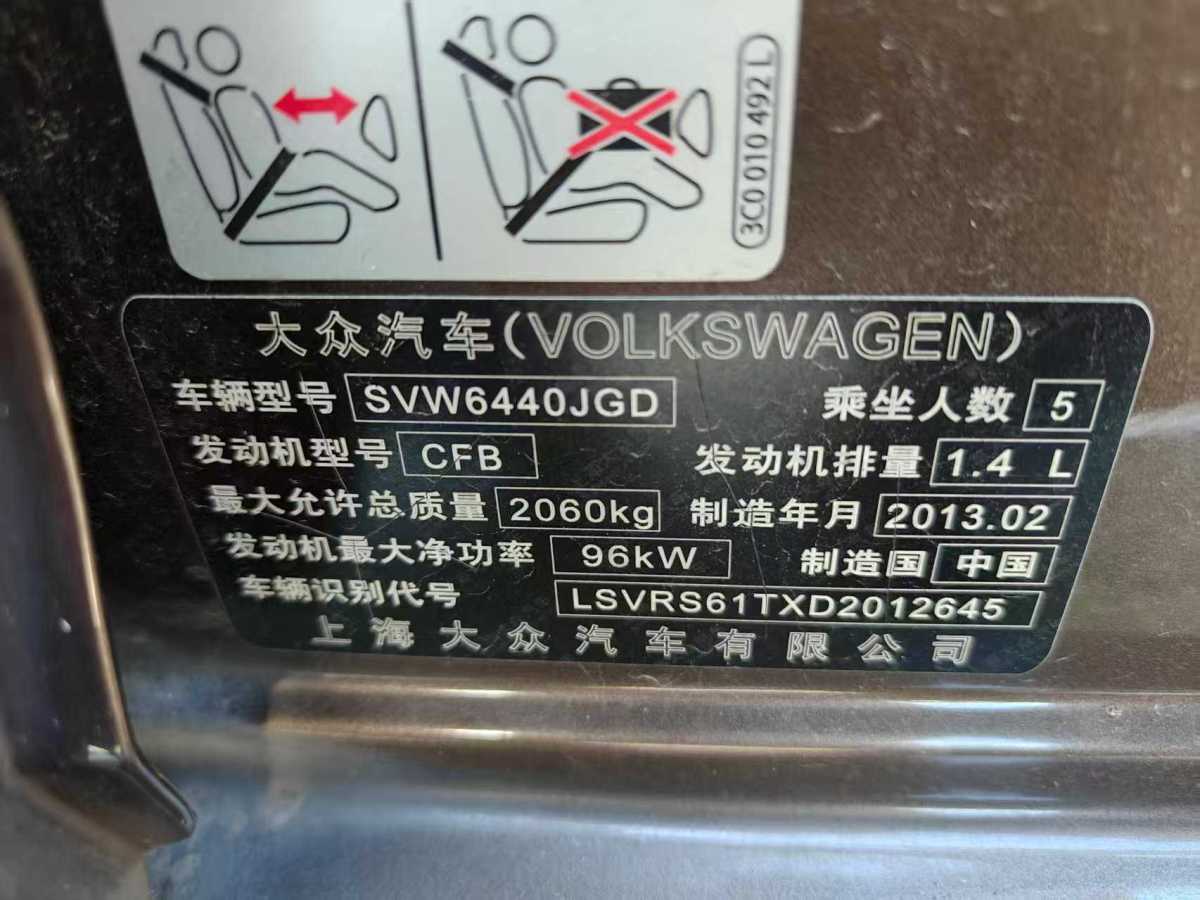 3C0 010 492 L
大众汽车(VOLKSWAGEN)
车辆型号 SVW6440JGD 乘坐人数 5
发动机型号 CFB 发动机排量 1.4 L
最大允许总质量 2060kg 制造年月 2013.02
发动机最大净功率 96kW 制造国 中国
车辆识别代号 LSVRS61TXD2012645
上海大众汽车有限公司